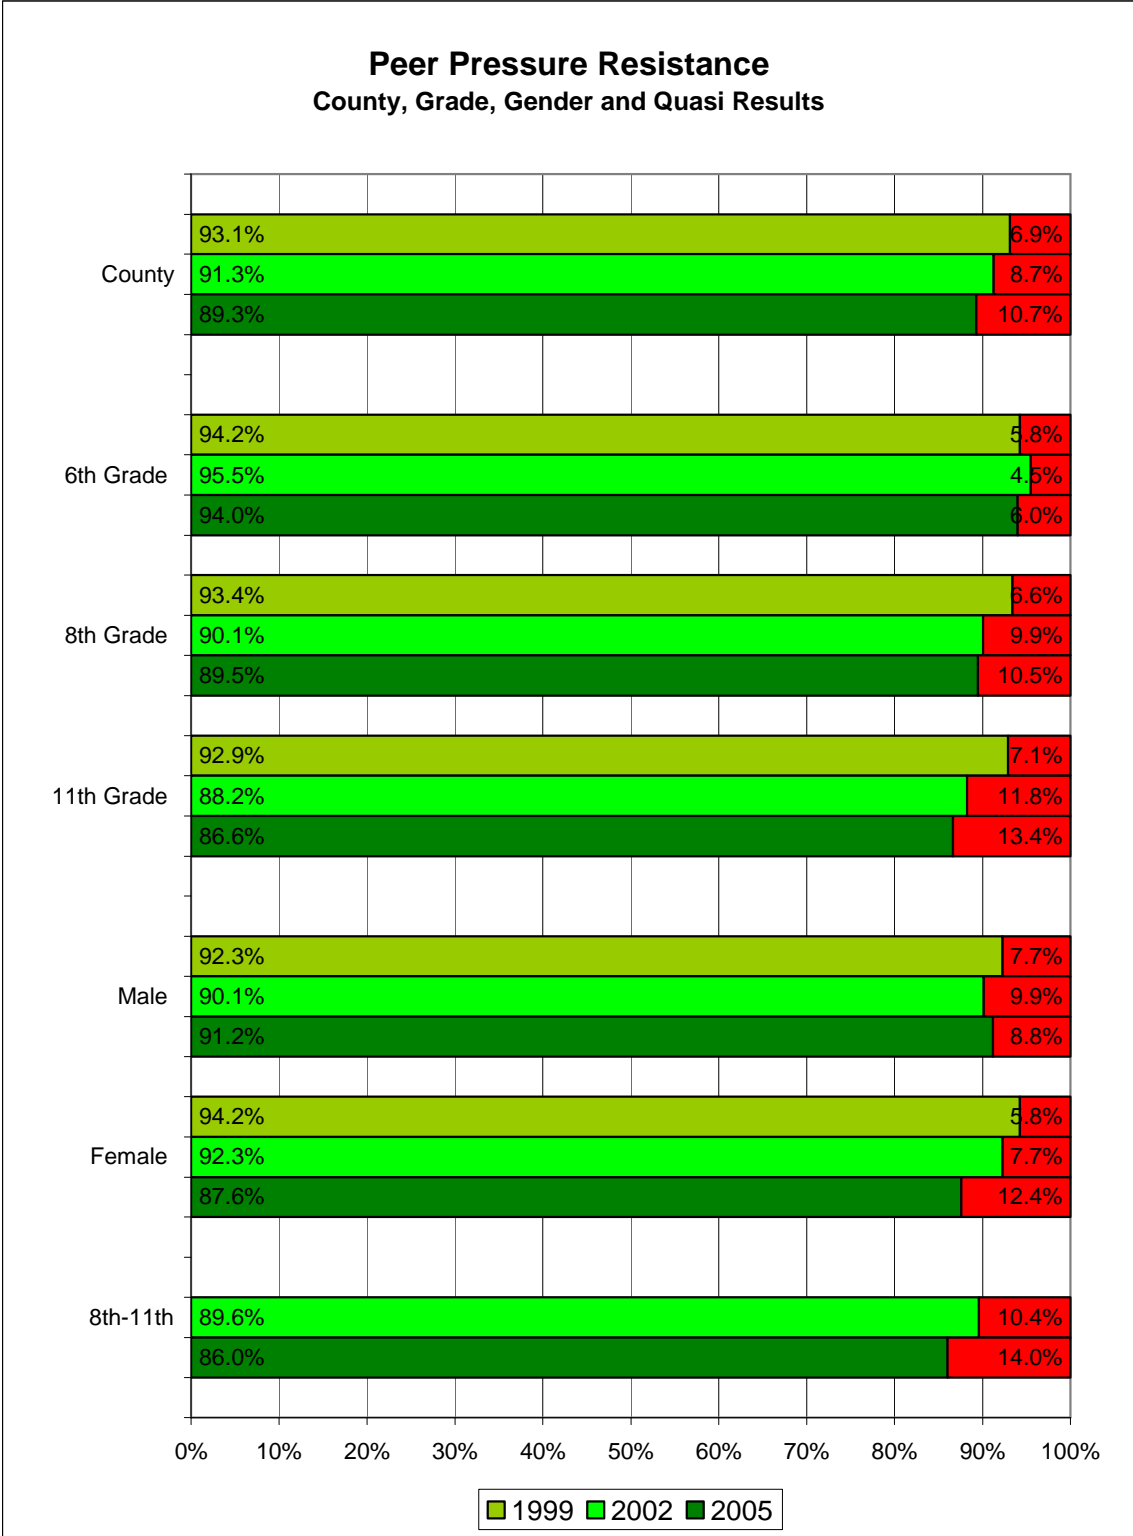 Peer Pressure Resistance
County, Grade, Gender and Quasi Results
93.1% 6.9%
County 91.3% 8.7%
89.3% 10.7%
94.2% 5.8%
6th Grade 95.5% 4.5%
94.0% 6.0%
93.4% 6.6%
8th Grade 90.1% 9.9%
89.5% 10.5%
92.9% 7.1%
11th Grade 88.2% 11.8%
86.6% 13.4%
92.3% 7.7%
Male 90.1% 9.9%
91.2% 8.8%
94.2% 5.8%
Female 92.3% 7.7%
87.6% 12.4%
8th-11th 89.6% 10.4%
86.0% 14.0%
0% 10% 20% 30% 40% 50% 60% 70% 80% 90% 100%
1999 2002 2005